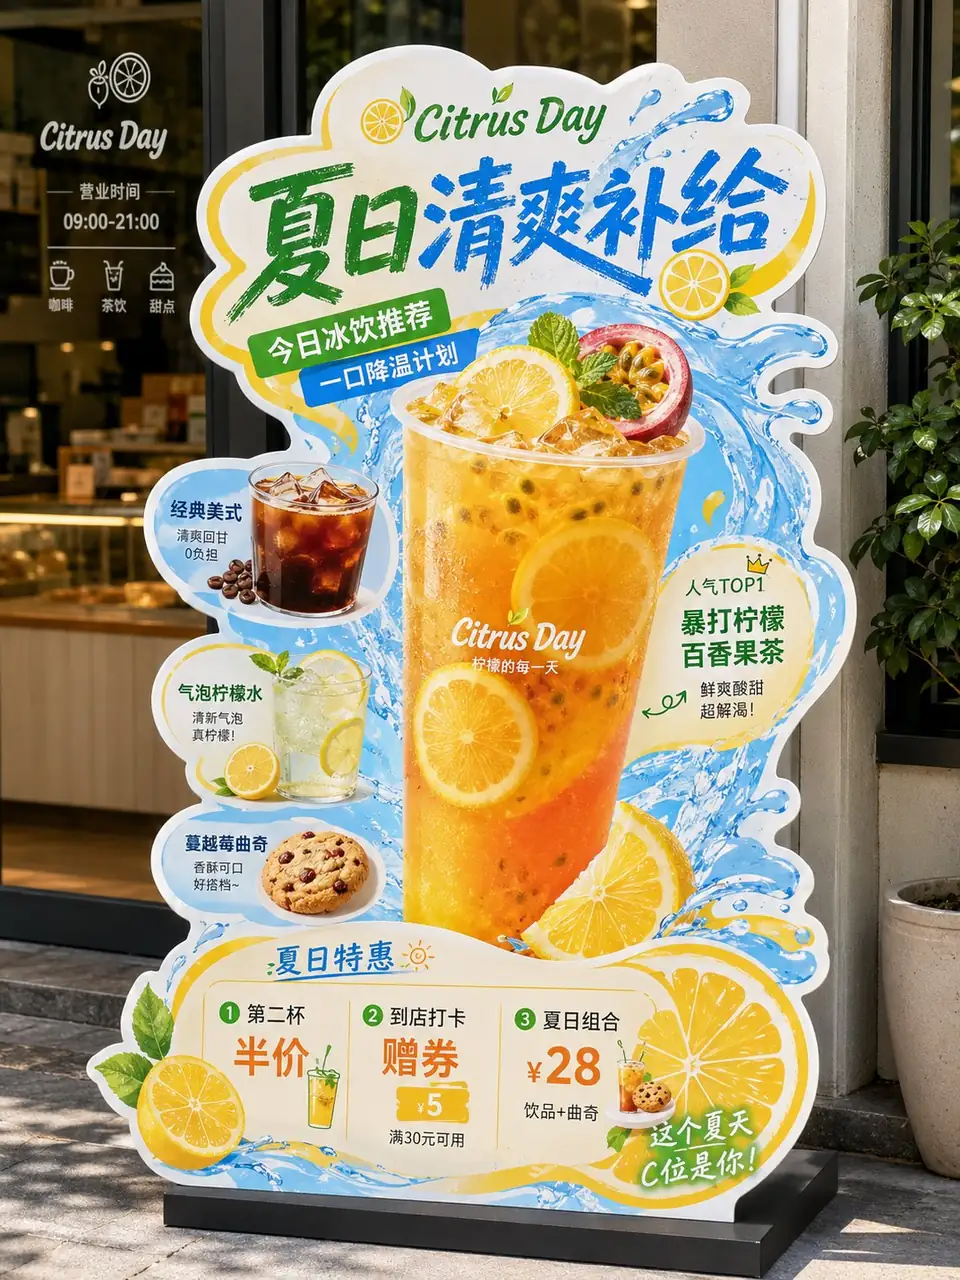 Citrus Day
营业时间
09:00-21:00
咖啡
茶饮
甜点
Citrus Day
夏日清爽补给
今日冰饮推荐
一口降温计划
经典美式
清爽回甘
0负担
气泡柠檬水
清新气泡
真柠檬!
蔓越莓曲奇
香酥可口
好搭档~
Citrus Day
柠檬的每一天
人气TOP1
暴打柠檬
百香果茶
鲜爽酸甜
超解渴!
夏日特惠
1 第二杯
半价
2 到店打卡
赠券
¥5
满30元可用
3 夏日组合
¥28
饮品+曲奇
这个夏天
C位是你!